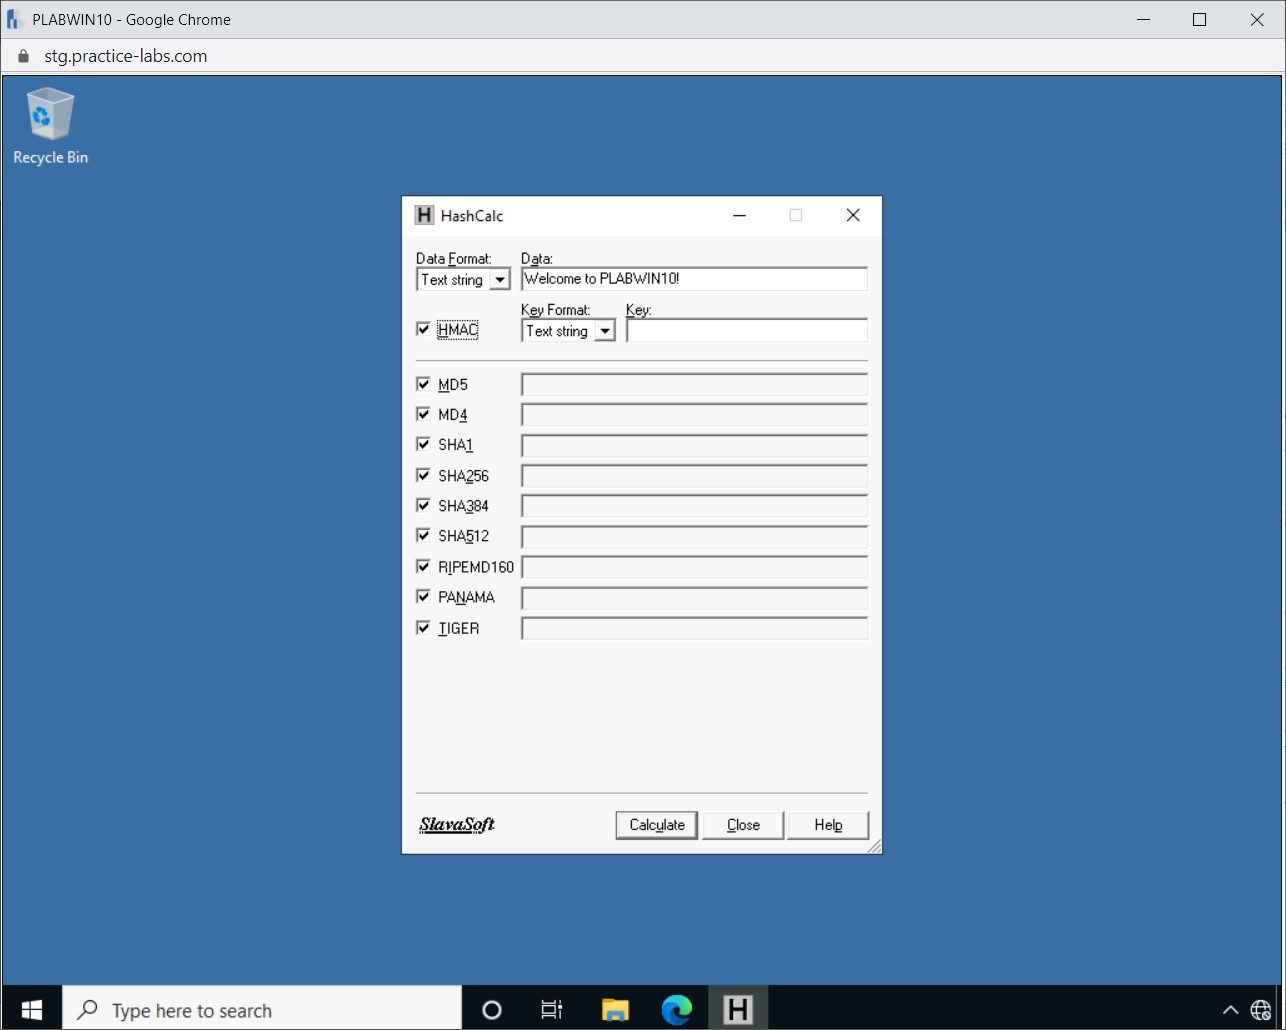 PLABWIN10 - Google Chrome
stg.practice-labs.com
Recycle Bin
H HashCalc
Data Format: Data:
Text string Welcome to PLABWIN10!
Key Format: Key:
HMAC Text string
MD5
MD4
SHA1
SHA256
SHA384
SHA512
RIPEMD160
PANAMA
TIGER
SlavaSoft Calculate Close Help
Type here to search H